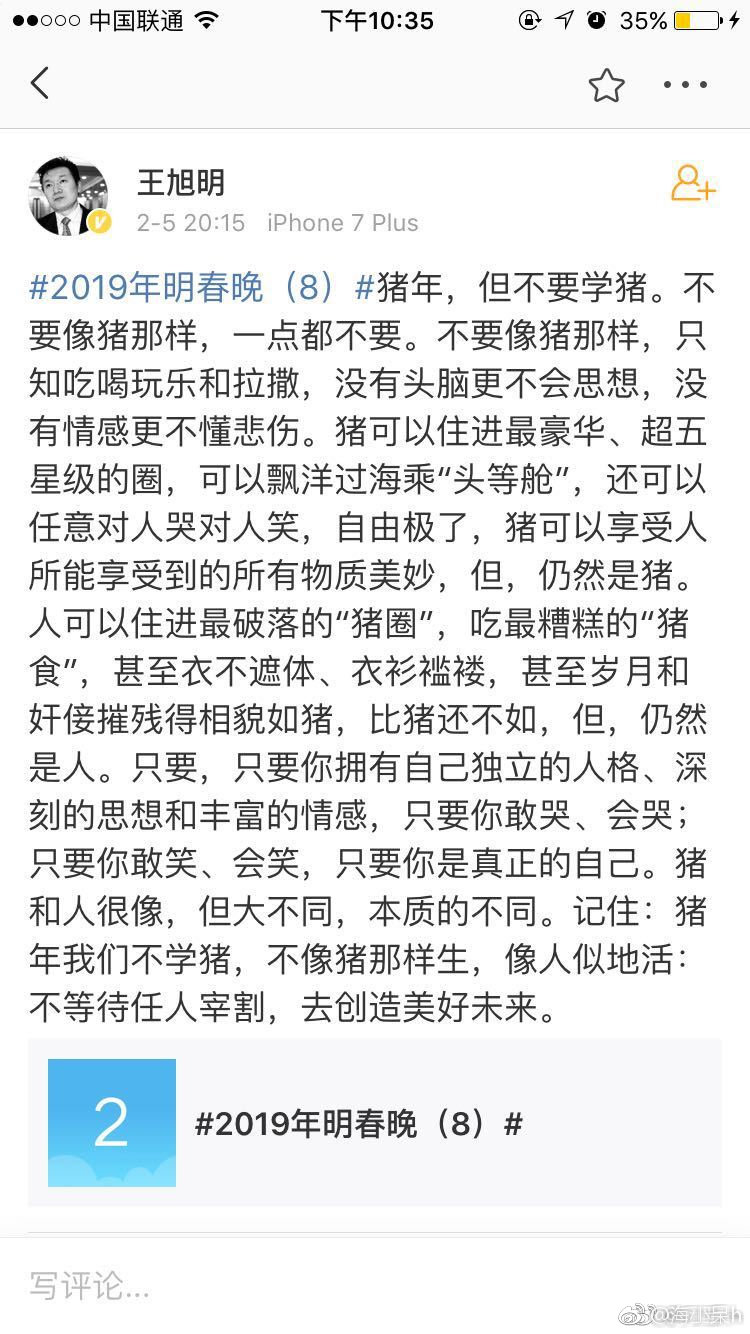 中国联通 下午10:35 35%
王旭明
2-5 20:15 iPhone 7 Plus
#2019年明春晚（8）#猪年，但不要学猪。不
要像猪那样，一点都不要。不要像猪那样，只
知吃喝玩乐和拉撒，没有头脑更不会思想，没
有情感更不懂悲伤。猪可以住进最豪华、超五
星级的圈，可以飘洋过海乘“头等舱”，还可以
任意对人哭对人笑，自由极了，猪可以享受人
所能享受到的所有物质美妙，但，仍然是猪。
人可以住进最破落的“猪圈”，吃最糟糕的“猪
食”，甚至衣不遮体、衣衫褴褛，甚至岁月和
奸佞摧残得相貌如猪，比猪还不如，但，仍然
是人。只要，只要你拥有自己独立的人格、深
刻的思想和丰富的情感，只要你敢哭、会哭；
只要你敢笑、会笑，只要你是真正的自己。猪
和人很像，但大不同，本质的不同。记住：猪
年我们不学猪，不像猪那样生，像人似地活：
不等待任人宰割，去创造美好未来。
2
#2019年明春晚（8）#
写评论...